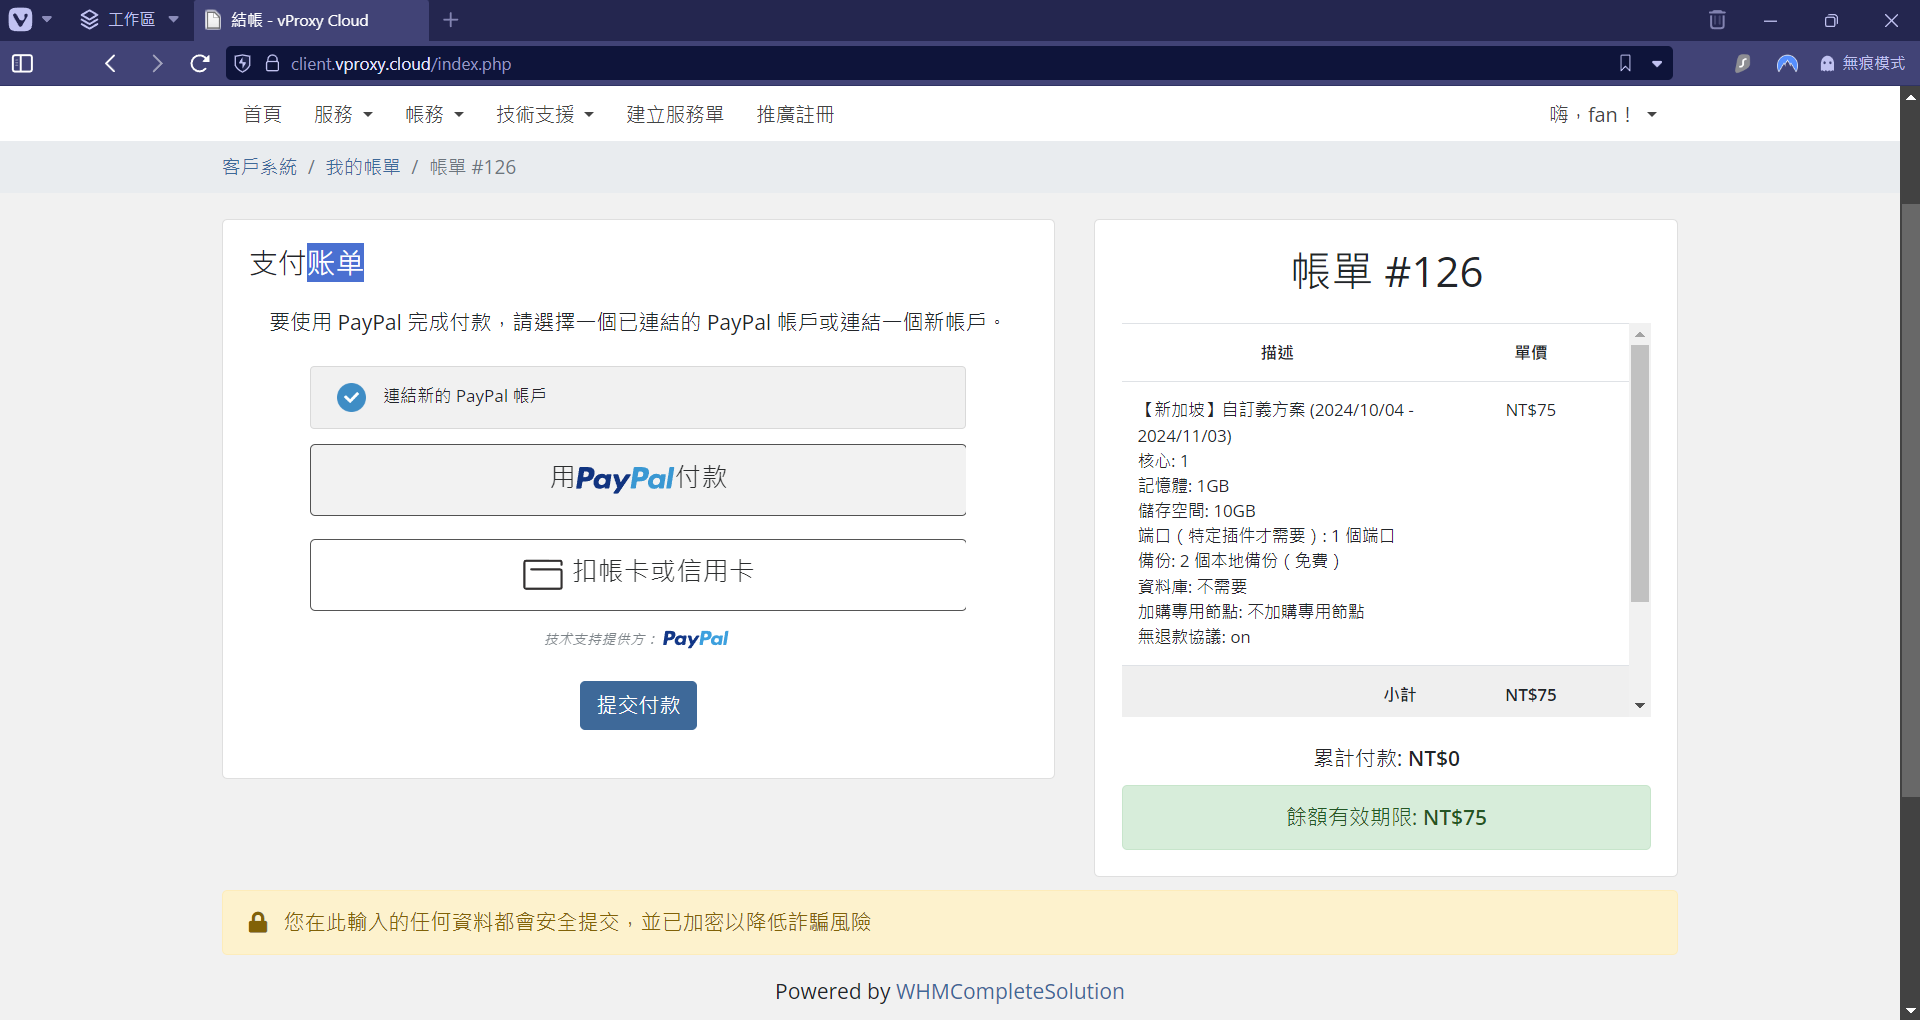 工作區
結帳 - vProxy Cloud
client.vproxy.cloud/index.php
無痕模式
首頁 服務 帳務 技術支援 建立服務單 推廣註冊 嗨，fan！
客戶系統 / 我的帳單 / 帳單 #126
支付账单
要使用 PayPal 完成付款，請選擇一個已連結的 PayPal 帳戶或連結一個新帳戶。
連結新的 PayPal 帳戶
用PayPal付款
扣帳卡或信用卡
技术支持提供方： PayPal
提交付款
帳單 #126
描述 單價
【新加坡】自訂義方案 (2024/10/04 - NT$75
2024/11/03)
核心: 1
記憶體: 1GB
儲存空間: 10GB
端口（特定插件才需要）: 1 個端口
備份: 2 個本地備份（免費）
資料庫: 不需要
加購專用節點: 不加購專用節點
無退款協議: on
小計 NT$75
累計付款: NT$0
餘額有效期限: NT$75
您在此輸入的任何資料都會安全提交，並已加密以降低詐騙風險
Powered by WHMCompleteSolution